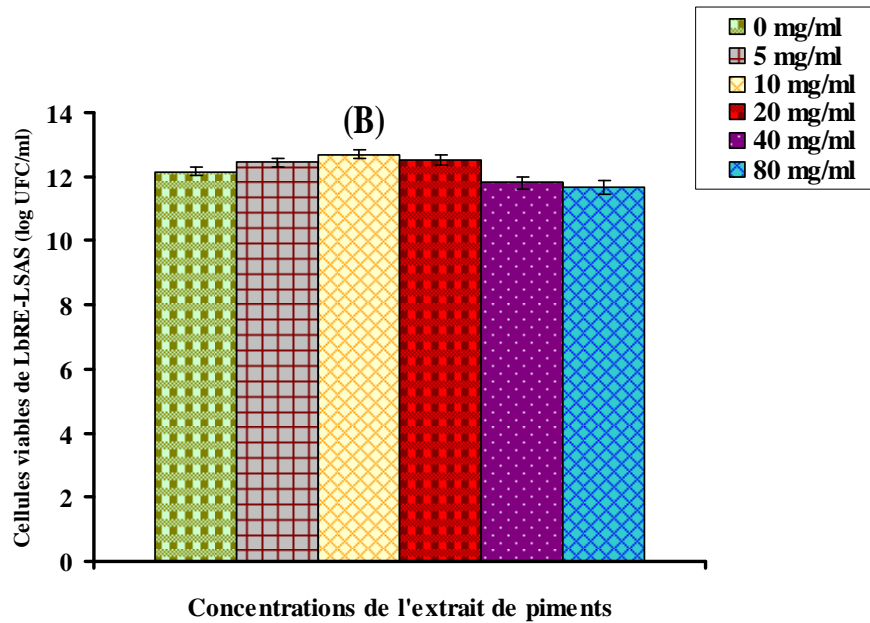 0 mg/ml
5 mg/ml
10 mg/ml
20 mg/ml
40 mg/ml
80 mg/ml
(B)
Cellules viables de LbRE-LSAS (log UFC/ml)
14
12
10
8
6
4
2
0
Concentrations de l'extrait de piments